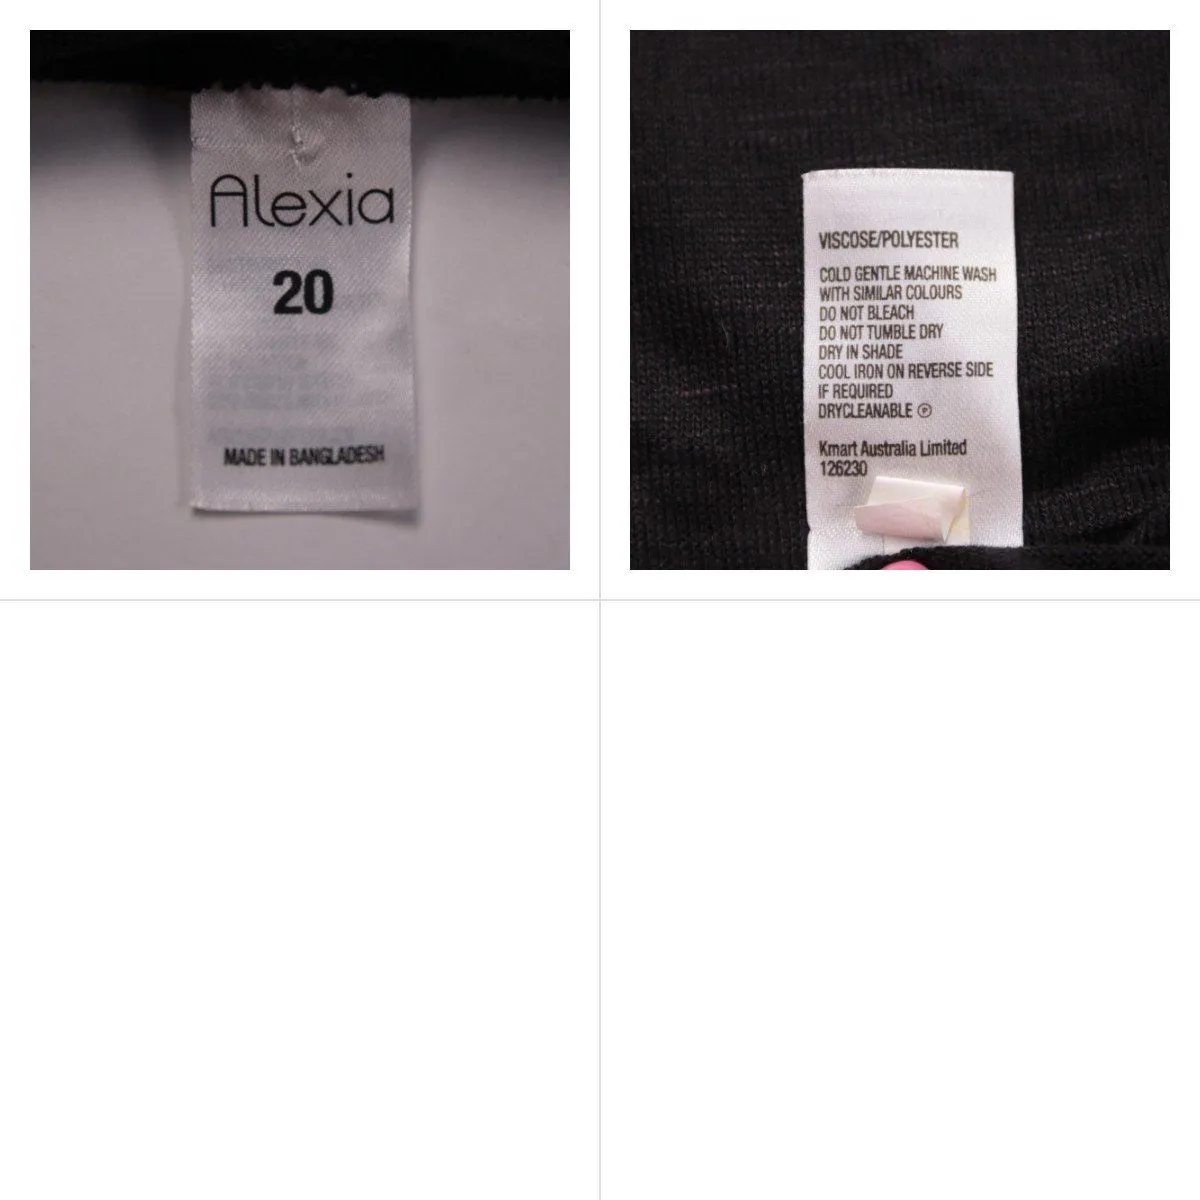 Alexia
20
MADE IN BANGLADESH
VISCOSE/POLYESTER
COLD GENTLE MACHINE WASH
WITH SIMILAR COLOURS
DO NOT BLEACH
DO NOT TUMBLE DRY
DRY IN SHADE
COOL IRON ON REVERSE SIDE
IF REQUIRED
DRYCLEANABLE Ⓟ
Kmart Australia Limited
126230